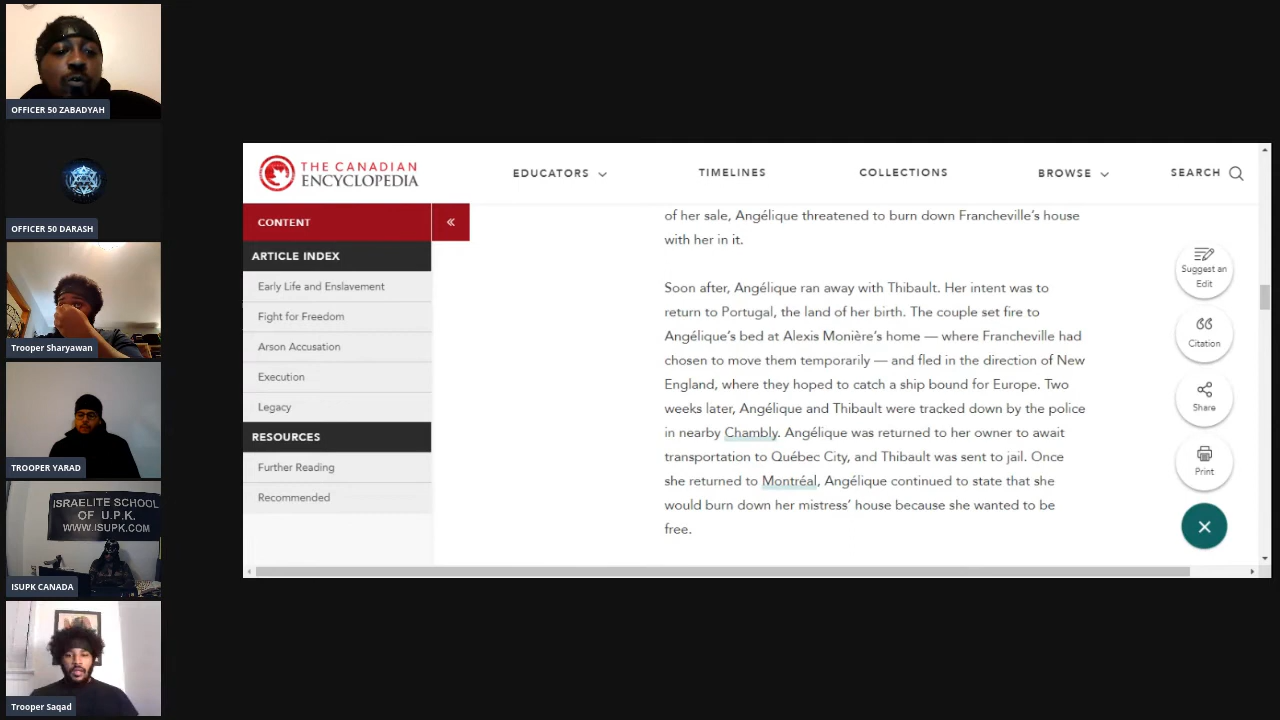 OFFICER 50 ZABADYAH
OFFICER 50 DARASH
Trooper Sharyawan
TROOPER YARAD
ISRAELITE SCHOOL
OF U.P.K.
WWW.ISUPK.COM
ISUPK CANADA
Trooper Saqad
THE CANADIAN
ENCYCLOPEDIA
EDUCATORS
TIMELINES
COLLECTIONS
BROWSE
SEARCH
CONTENT
«
ARTICLE INDEX
Early Life and Enslavement
Fight for Freedom
Arson Accusation
Execution
Legacy
RESOURCES
Further Reading
Recommended
of her sale, Angélique threatened to burn down Francheville's house
with her in it.
Soon after, Angélique ran away with Thibault. Her intent was to
return to Portugal, the land of her birth. The couple set fire to
Angélique's bed at Alexis Monière's home — where Francheville had
chosen to move them temporarily — and fled in the direction of New
England, where they hoped to catch a ship bound for Europe. Two
weeks later, Angélique and Thibault were tracked down by the police
in nearby Chambly. Angélique was returned to her owner to await
transportation to Québec City, and Thibault was sent to jail. Once
she returned to Montréal, Angélique continued to state that she
would burn down her mistress' house because she wanted to be
free.
Suggest an
Edit
Citation
Share
Print